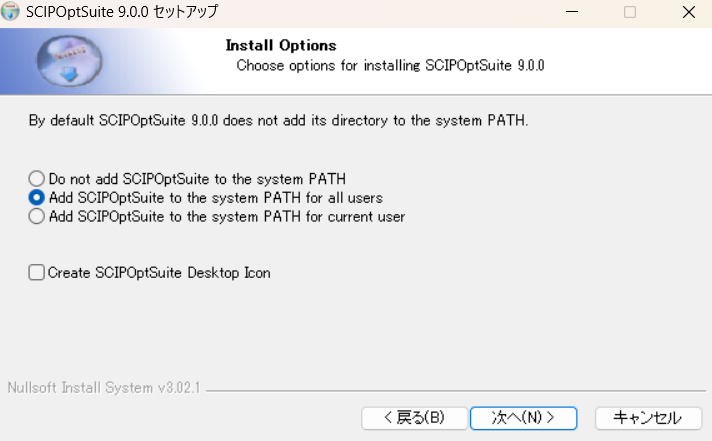 SCIPOptSuite 9.0.0 セットアップ
Install Options
Choose options for installing SCIPOptSuite 9.0.0
By default SCIPOptSuite 9.0.0 does not add its directory to the system PATH.
Do not add SCIPOptSuite to the system PATH
Add SCIPOptSuite to the system PATH for all users
Add SCIPOptSuite to the system PATH for current user
Create SCIPOptSuite Desktop Icon
Nullsoft Install System v3.02.1
< 戻る(B) 次へ(N) > キャンセル